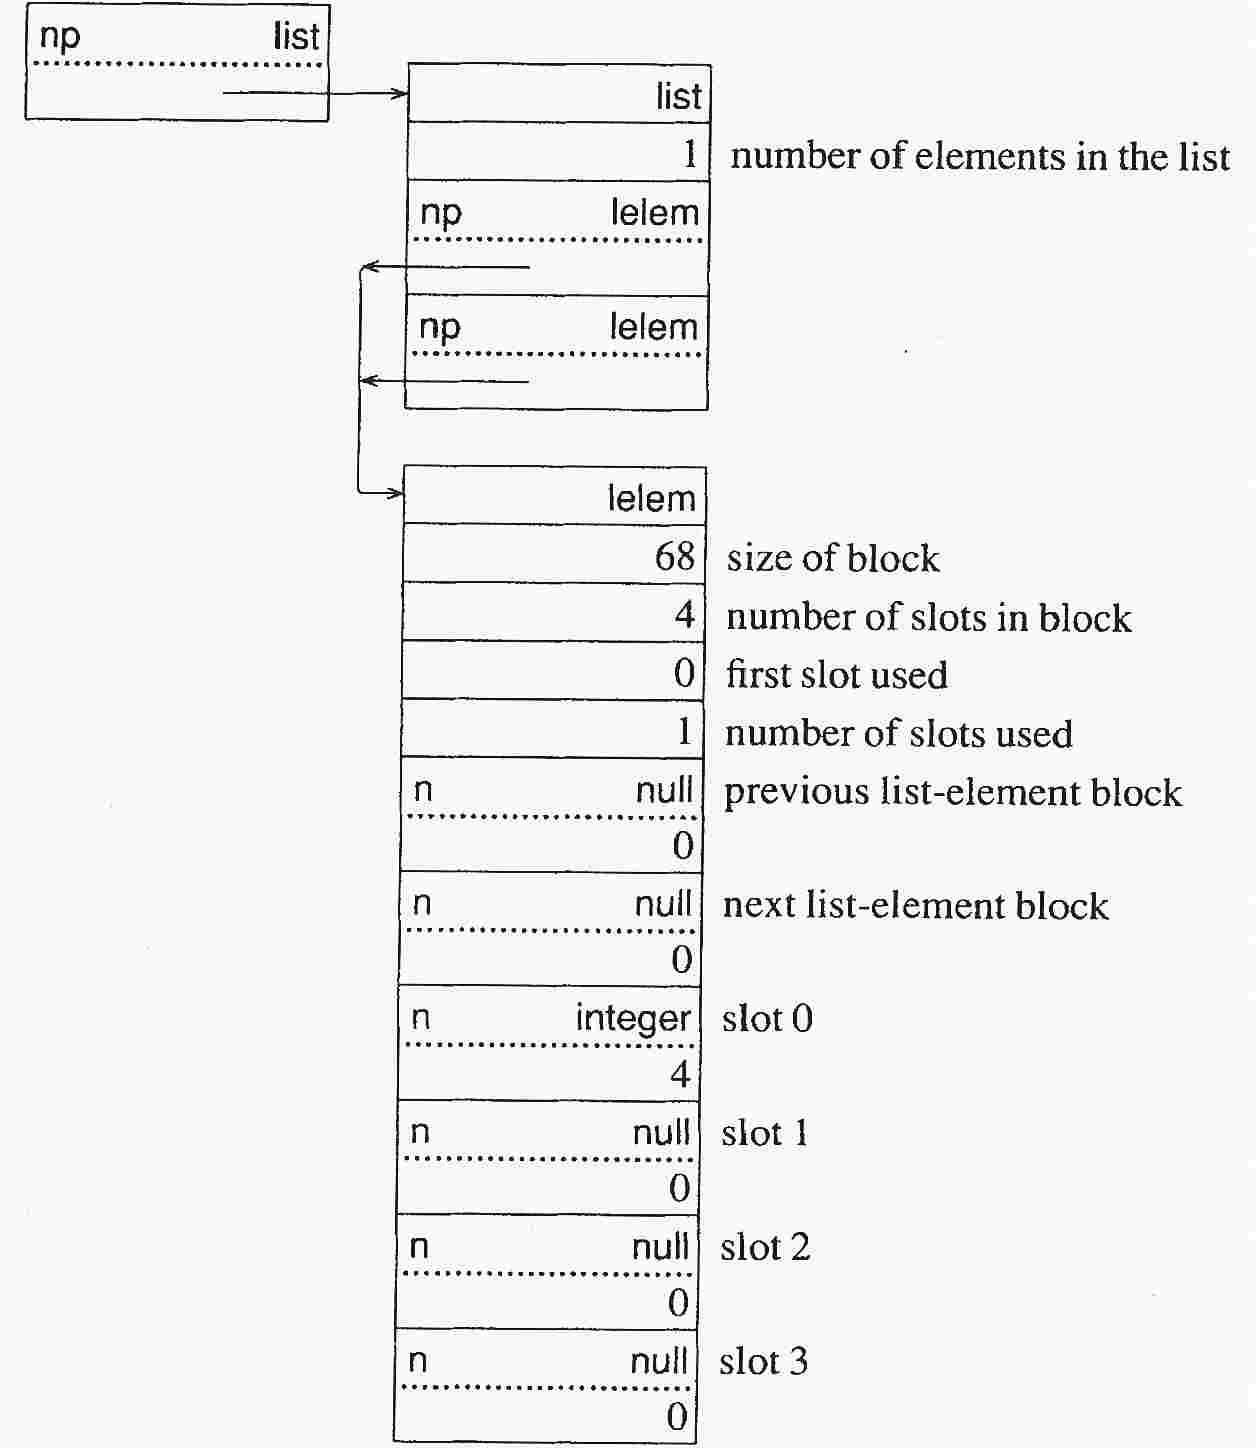 np list
list
1 number of elements in the list
np lelem
np lelem
lelem
68 size of block
4 number of slots in block
0 first slot used
1 number of slots used
n null previous list-element block
0
n null next list-element block
0
n integer slot 0
4
n null slot 1
0
n null slot 2
0
n null slot 3
0